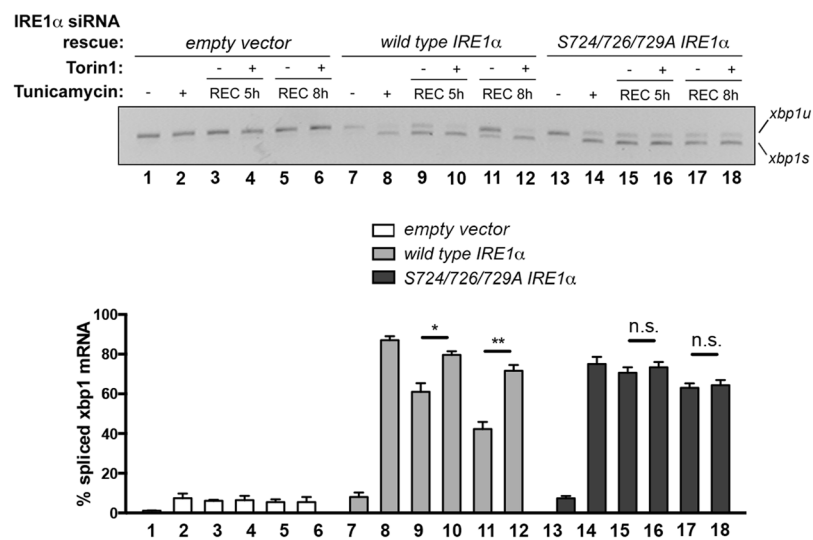 IRE1α siRNA
rescue: empty vector wild type IRE1α S724/726/729A IRE1α
Torin1: - + - + - + - + - + - +
Tunicamycin: - + REC 5h REC 8h - + REC 5h REC 8h - + REC 5h REC 8h
xbp1u
xbp1s
1 2 3 4 5 6 7 8 9 10 11 12 13 14 15 16 17 18
empty vector
wild type IRE1α
S724/726/729A IRE1α
% spliced xbp1 mRNA
100
80
60
40
20
0
* ** n.s. n.s.
1 2 3 4 5 6 7 8 9 10 11 12 13 14 15 16 17 18